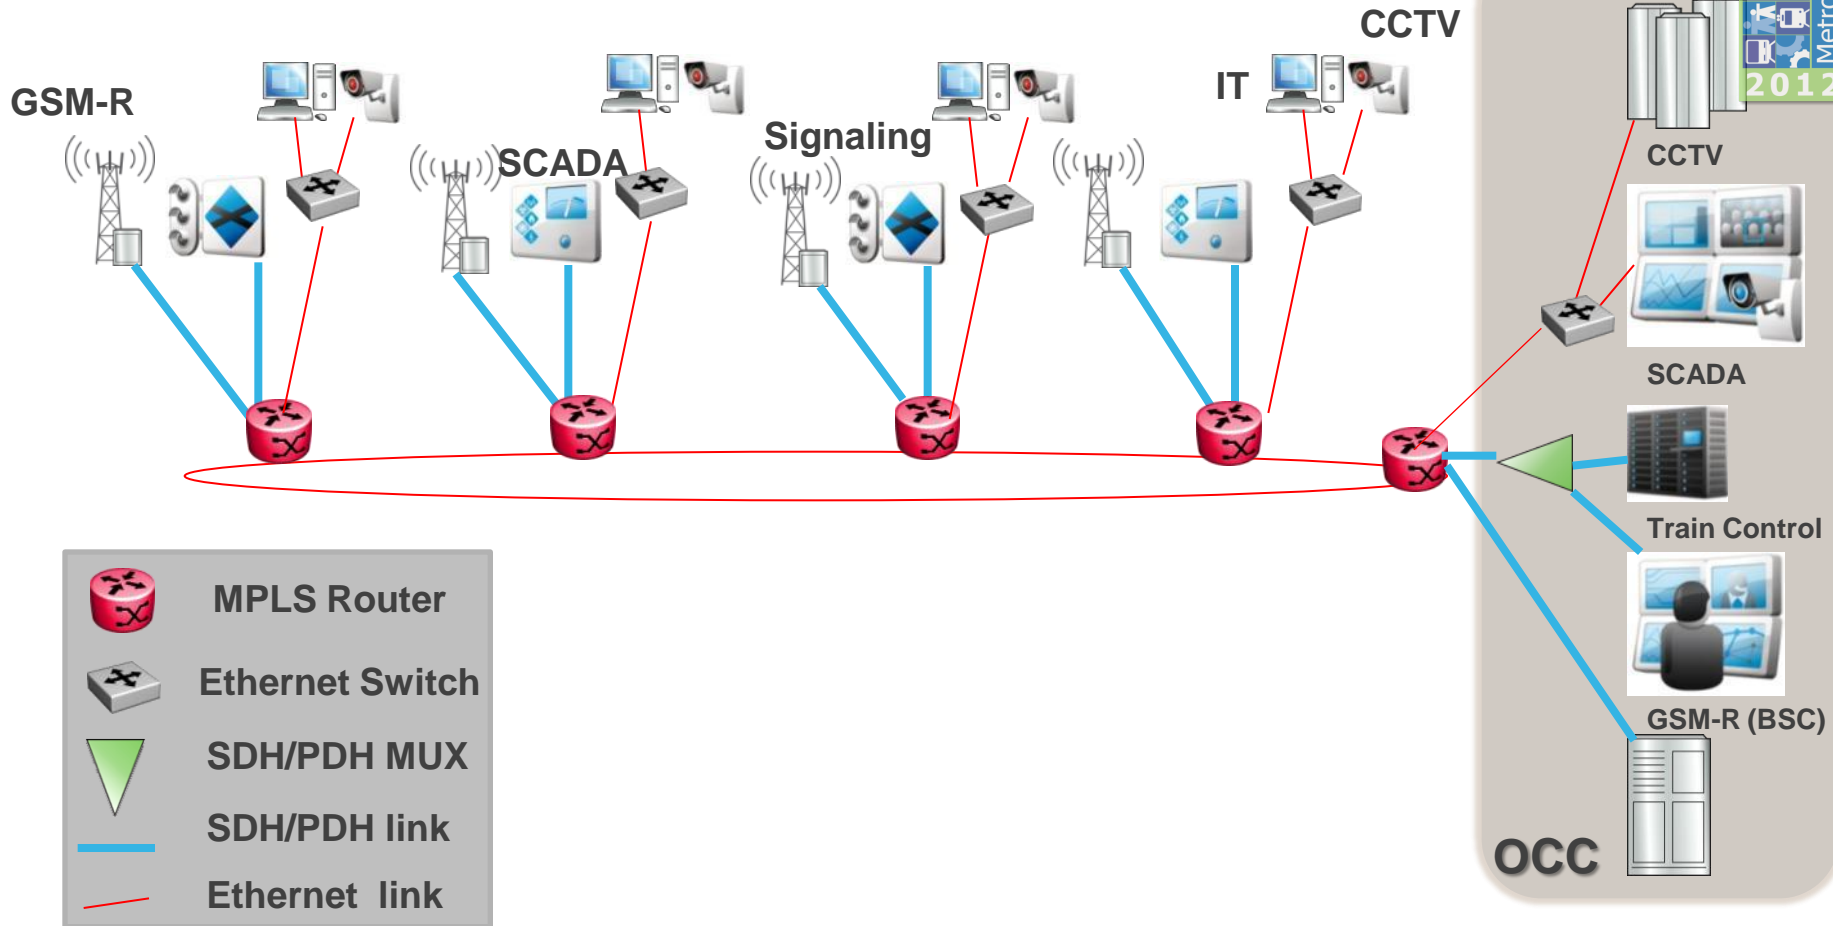 CCTV
IT
GSM-R
Signaling
SCADA
Metro
2012
CCTV
SCADA
Train Control
GSM-R (BSC)
OCC
MPLS Router
Ethernet Switch
SDH/PDH MUX
SDH/PDH link
Ethernet link